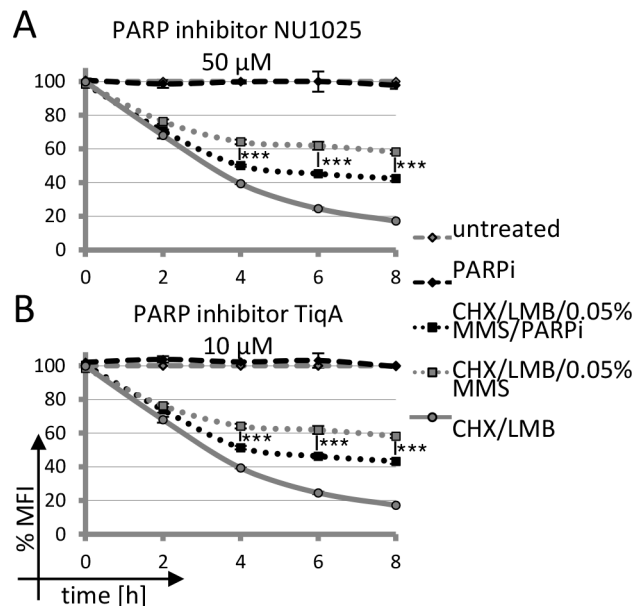 A
PARP inhibitor NU1025
50 µM
100
80
60
40
20
0
*** *** ***
0 2 4 6 8
untreated
PARPi
CHX/LMB/0.05%
MMS/PARPi
CHX/LMB/0.05%
MMS
CHX/LMB
B
PARP inhibitor TiqA
10 µM
100
80
60
40
20
0
*** *** ***
0 2 4 6 8
% MFI
time [h]